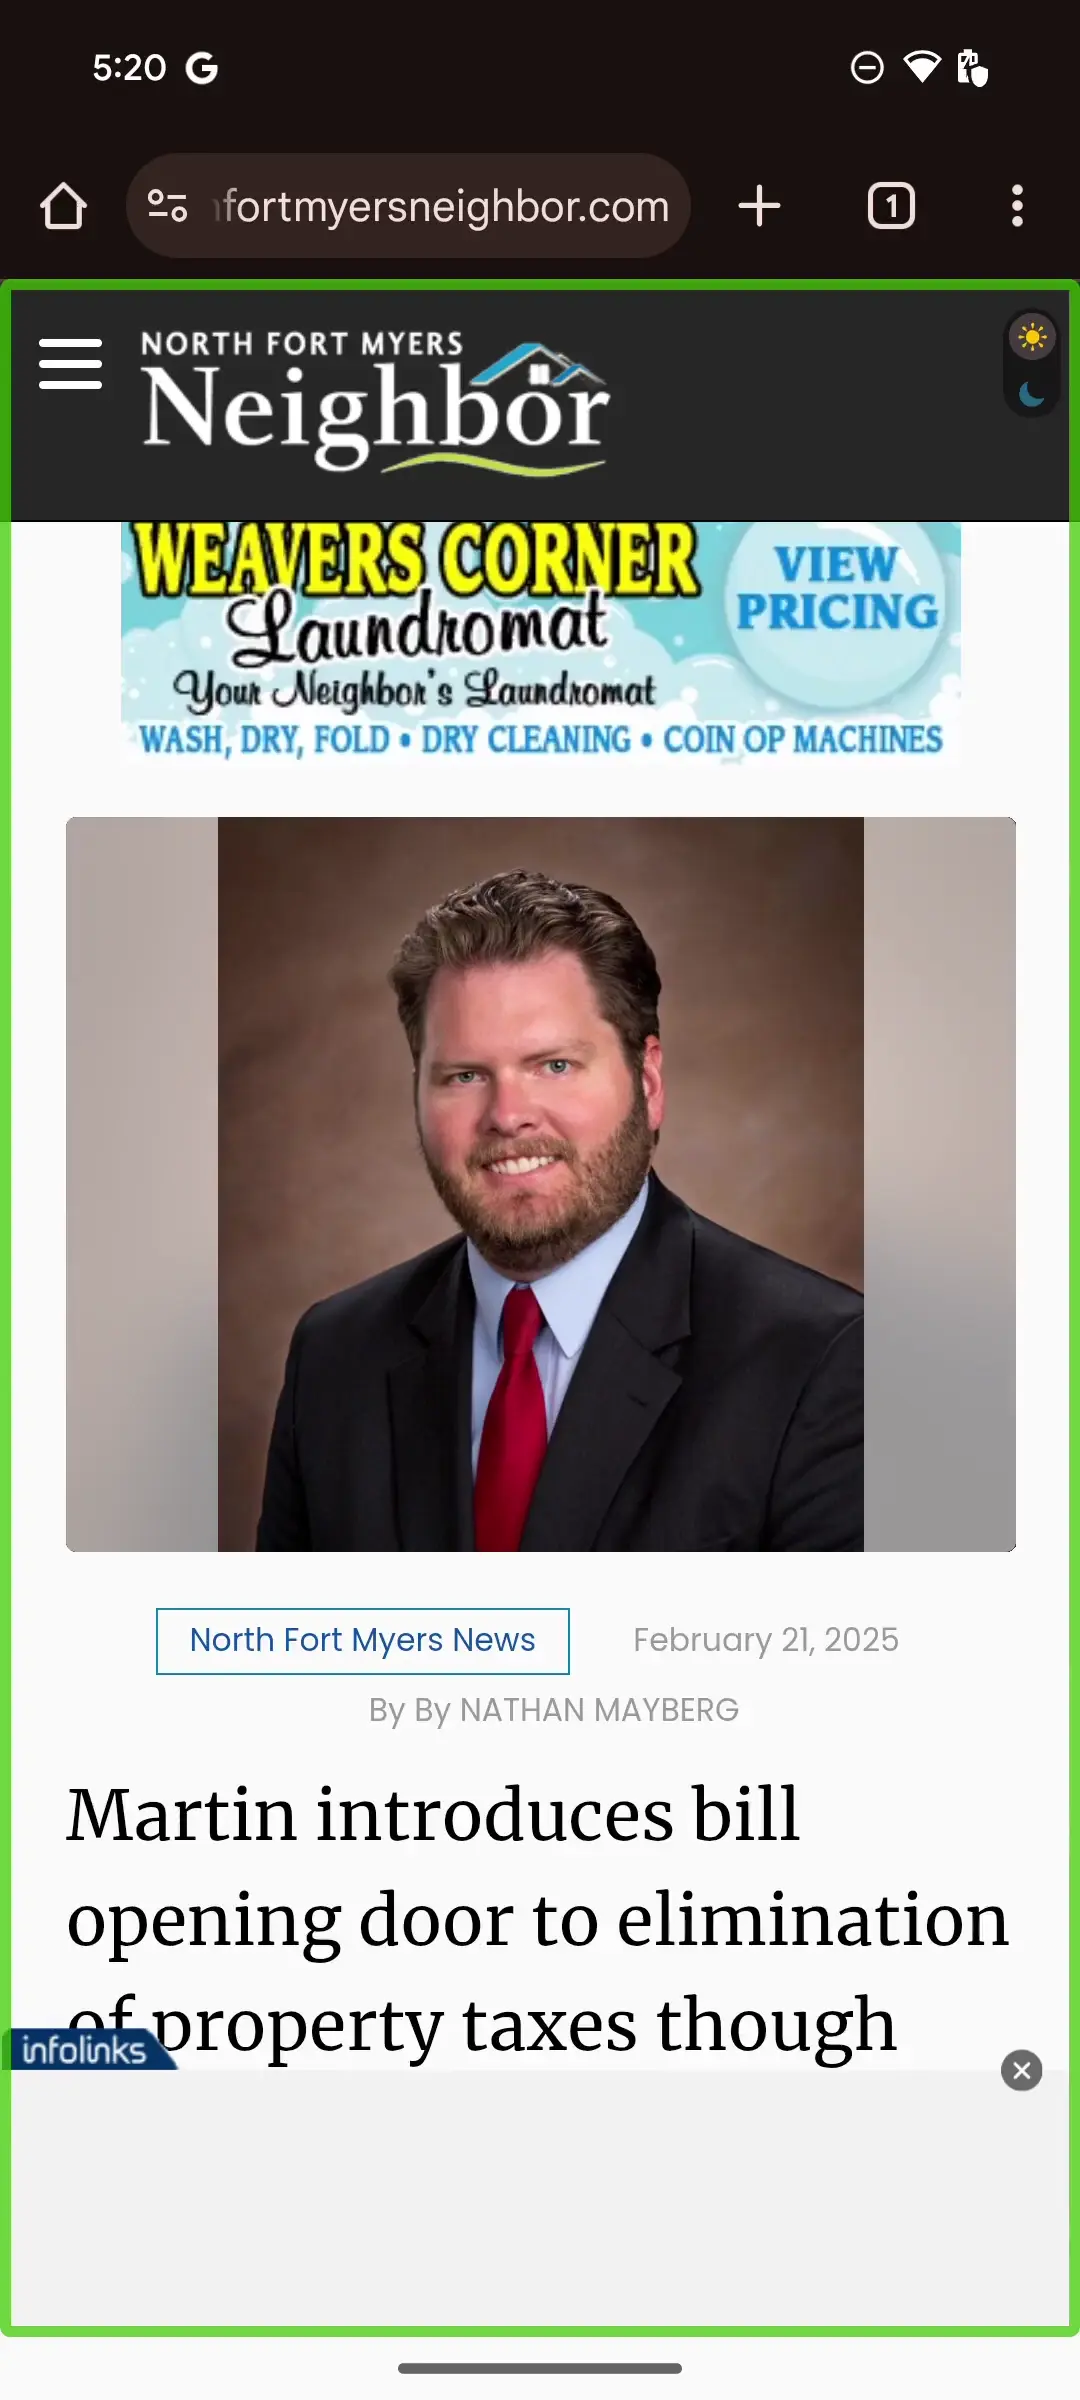 5:20
fortmyersneighbor.com
1
NORTH FORT MYERS
Neighbor
WEAVERS CORNER
Laundromat
Your Neighbor's Laundromat
VIEW
PRICING
WASH, DRY, FOLD • DRY CLEANING • COIN OP MACHINES
North Fort Myers News
February 21, 2025
By By NATHAN MAYBERG
Martin introduces bill
opening door to elimination
of property taxes though
infolinks